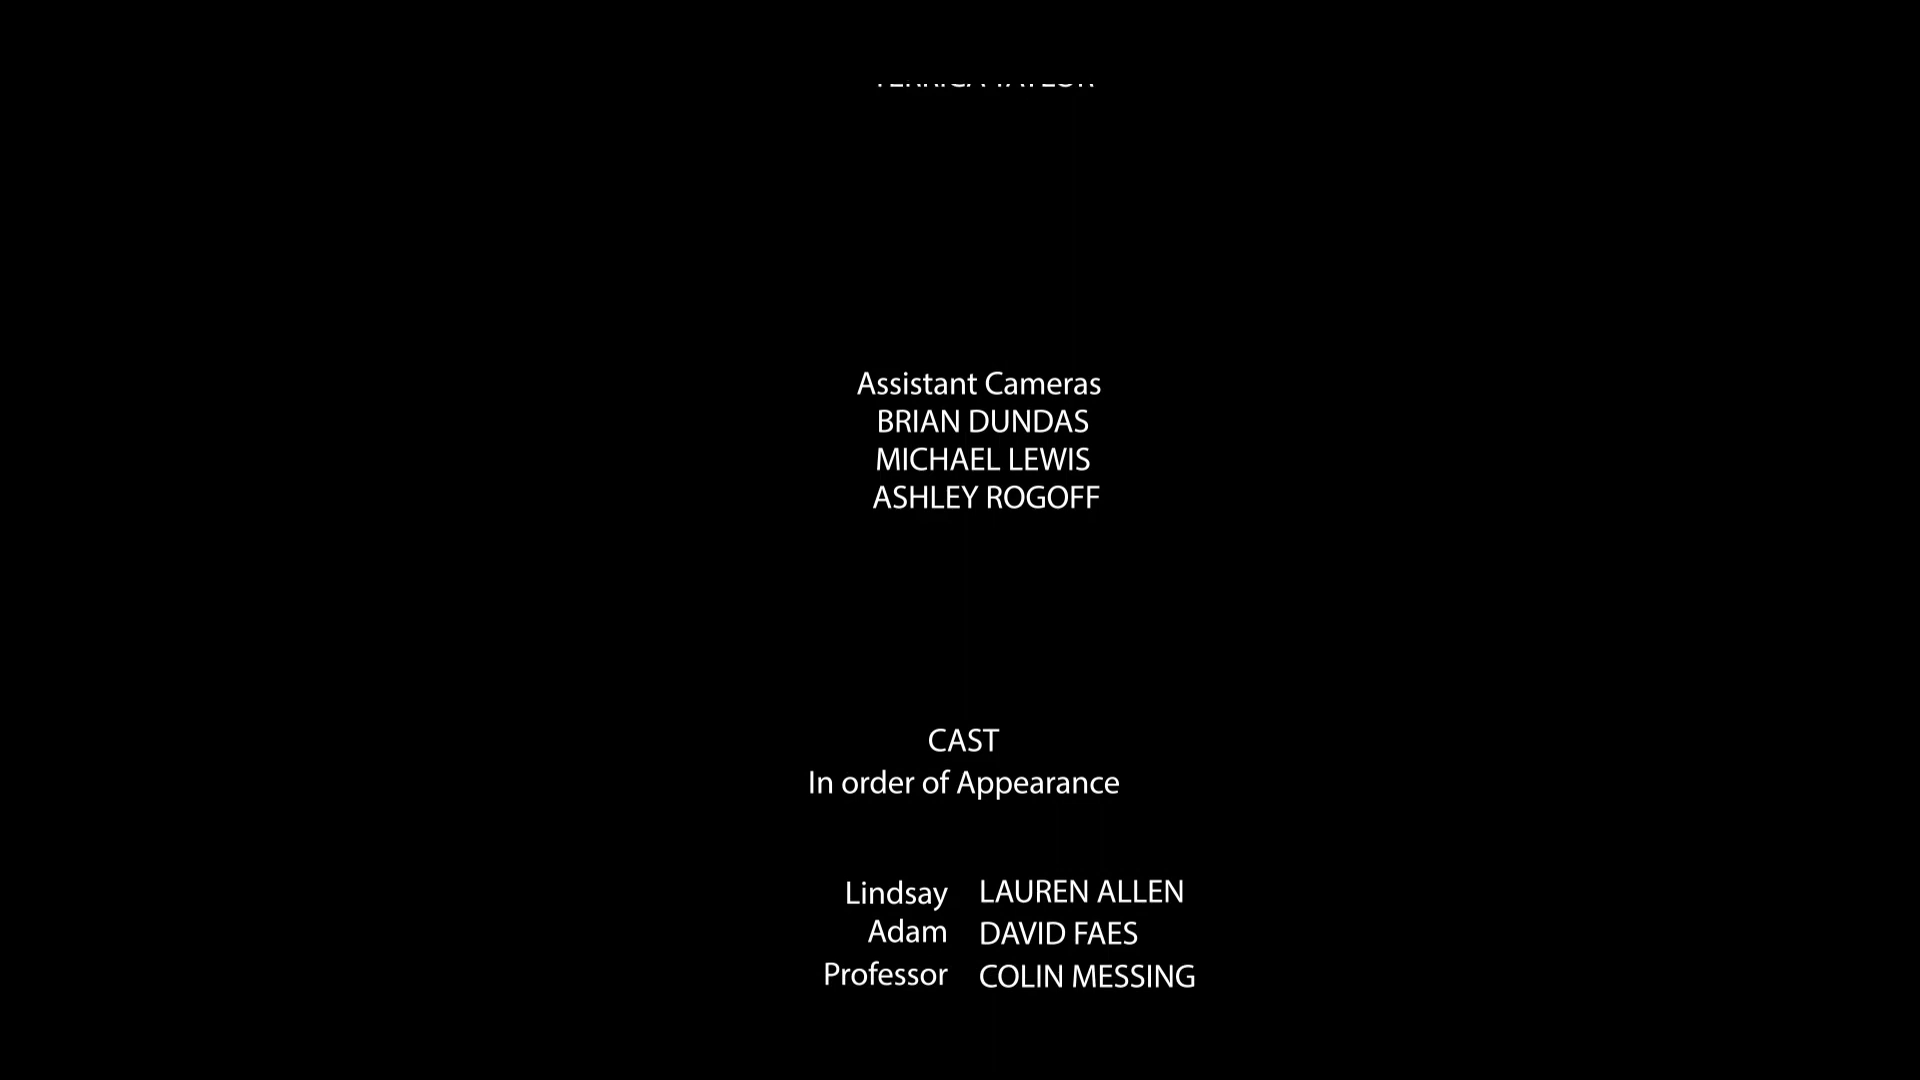 Assistant Cameras
BRIAN DUNDAS
MICHAEL LEWIS
ASHLEY ROGOFF
CAST
In order of Appearance
Lindsay LAUREN ALLEN
Adam DAVID FAES
Professor COLIN MESSING